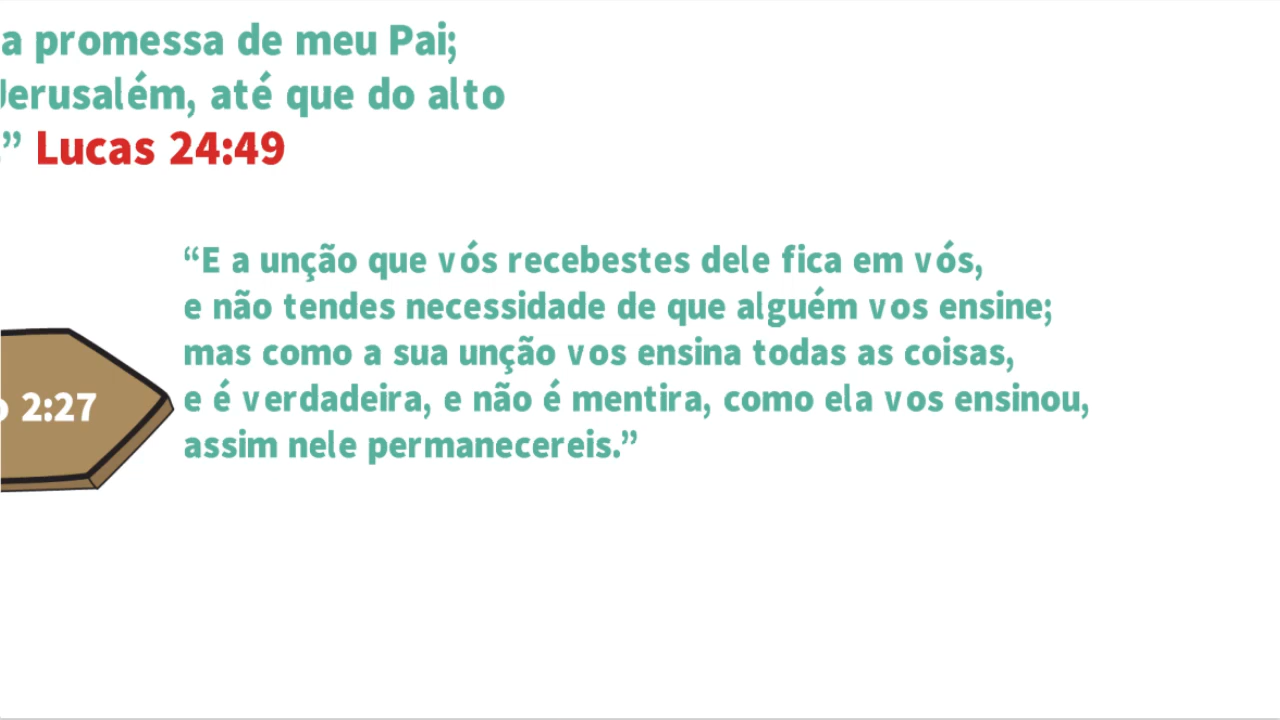 a promessa de meu Pai;
Jerusalém, até que do alto
.” Lucas 24:49
“E a unção que vós recebestes dele fica em vós,
e não tendes necessidade de que alguém vos ensine;
mas como a sua unção vos ensina todas as coisas,
e é verdadeira, e não é mentira, como ela vos ensinou,
assim nele permanecereis.”
2:27